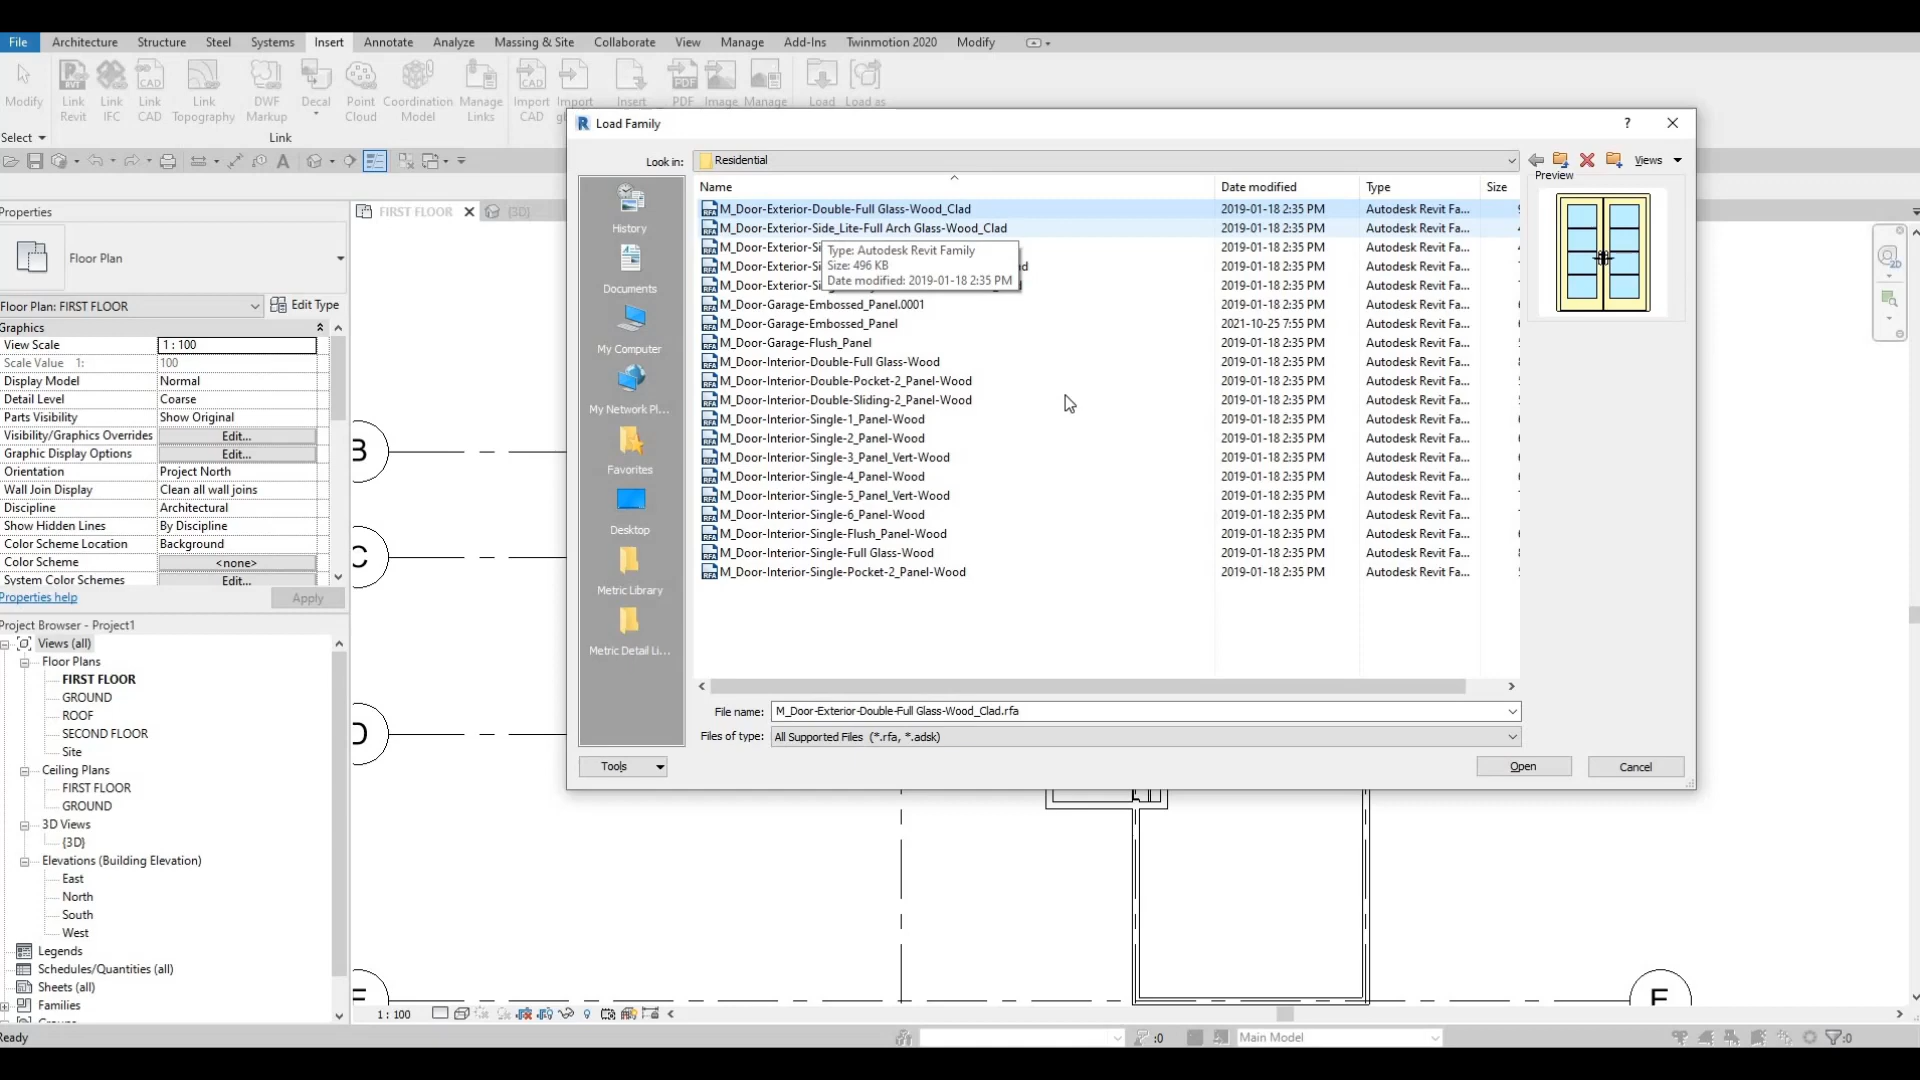 File Architecture Structure Steel Systems Insert Annotate Analyze Massing & Site Collaborate View Manage Add-Ins Twinmotion 2020 Modify
Modify
Link Revit
Link IFC
Link CAD
Link Topography
DWF Markup
Decal
Point Cloud
Coordination Model
Manage Links
Import CAD
Import
Insert
PDF
Image
Manage
Load
Load as
Select
Link
Properties
Floor Plan
Floor Plan: FIRST FLOOR
Edit Type
Graphics
View Scale 1 : 100
Scale Value 1: 100
Display Model Normal
Detail Level Coarse
Parts Visibility Show Original
Visibility/Graphics Overrides Edit...
Graphic Display Options Edit...
Orientation Project North
Wall Join Display Clean all wall joins
Discipline Architectural
Show Hidden Lines By Discipline
Color Scheme Location Background
Color Scheme <none>
System Color Schemes Edit...
Properties help
Apply
Project Browser - Project1
Views (all)
Floor Plans
FIRST FLOOR
GROUND
ROOF
SECOND FLOOR
Site
Ceiling Plans
FIRST FLOOR
GROUND
3D Views
{3D}
Elevations (Building Elevation)
East
North
South
West
Legends
Schedules/Quantities (all)
Sheets (all)
Families
FIRST FLOOR
{3D}
B
C
D
1 : 100
Load Family
?
Look in: Residential
Views
Preview
History
Documents
My Computer
My Network Pl...
Favorites
Desktop
Metric Library
Metric Detail Li...
Name Date modified Type Size
M_Door-Exterior-Double-Full Glass-Wood_Clad 2019-01-18 2:35 PM Autodesk Revit Fa...
M_Door-Exterior-Side_Lite-Full Arch Glass-Wood_Clad 2019-01-18 2:35 PM Autodesk Revit Fa...
M_Door-Exterior-Si 2019-01-18 2:35 PM Autodesk Revit Fa...
M_Door-Exterior-Si 2019-01-18 2:35 PM Autodesk Revit Fa...
M_Door-Exterior-Si 2019-01-18 2:35 PM Autodesk Revit Fa...
Type: Autodesk Revit Family
Size: 496 KB
Date modified: 2019-01-18 2:35 PM
M_Door-Garage-Embossed_Panel.0001 2019-01-18 2:35 PM Autodesk Revit Fa...
M_Door-Garage-Embossed_Panel 2021-10-25 7:55 PM Autodesk Revit Fa...
M_Door-Garage-Flush_Panel 2019-01-18 2:35 PM Autodesk Revit Fa...
M_Door-Interior-Double-Full Glass-Wood 2019-01-18 2:35 PM Autodesk Revit Fa...
M_Door-Interior-Double-Pocket-2_Panel-Wood 2019-01-18 2:35 PM Autodesk Revit Fa...
M_Door-Interior-Double-Sliding-2_Panel-Wood 2019-01-18 2:35 PM Autodesk Revit Fa...
M_Door-Interior-Single-1_Panel-Wood 2019-01-18 2:35 PM Autodesk Revit Fa...
M_Door-Interior-Single-2_Panel-Wood 2019-01-18 2:35 PM Autodesk Revit Fa...
M_Door-Interior-Single-3_Panel_Vert-Wood 2019-01-18 2:35 PM Autodesk Revit Fa...
M_Door-Interior-Single-4_Panel-Wood 2019-01-18 2:35 PM Autodesk Revit Fa...
M_Door-Interior-Single-5_Panel_Vert-Wood 2019-01-18 2:35 PM Autodesk Revit Fa...
M_Door-Interior-Single-6_Panel-Wood 2019-01-18 2:35 PM Autodesk Revit Fa...
M_Door-Interior-Single-Flush_Panel-Wood 2019-01-18 2:35 PM Autodesk Revit Fa...
M_Door-Interior-Single-Full Glass-Wood 2019-01-18 2:35 PM Autodesk Revit Fa...
M_Door-Interior-Single-Pocket-2_Panel-Wood 2019-01-18 2:35 PM Autodesk Revit Fa...
File name: M_Door-Exterior-Double-Full Glass-Wood_Clad.rfa
Files of type: All Supported Files (*.rfa, *.adsk)
Tools
Open
Cancel
Ready
:0
Main Model
:0